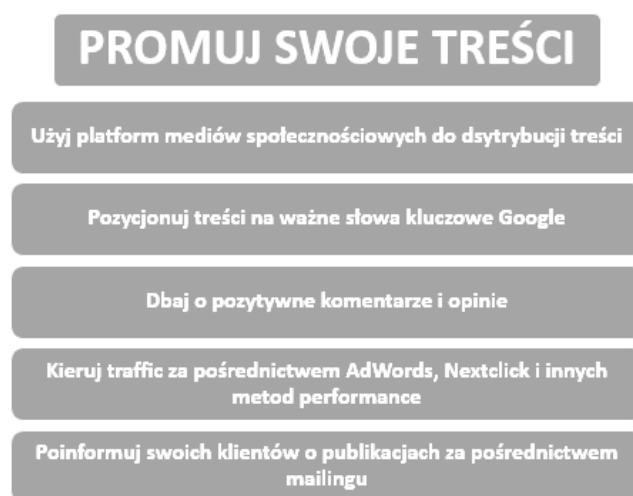 PROMUJ SWOJE TREŚCI
Użyj platform mediów społecznościowych do dsytrybucji treści
Pozycjonuj treści na ważne słowa kluczowe Google
Dbaj o pozytywne komentarze i opinie
Kieruj traffic za pośrednictwem AdWords, Nextclick i innych
metod performance
Poinformuj swoich klientów o publikacjach za pośrednictwem
mailingu